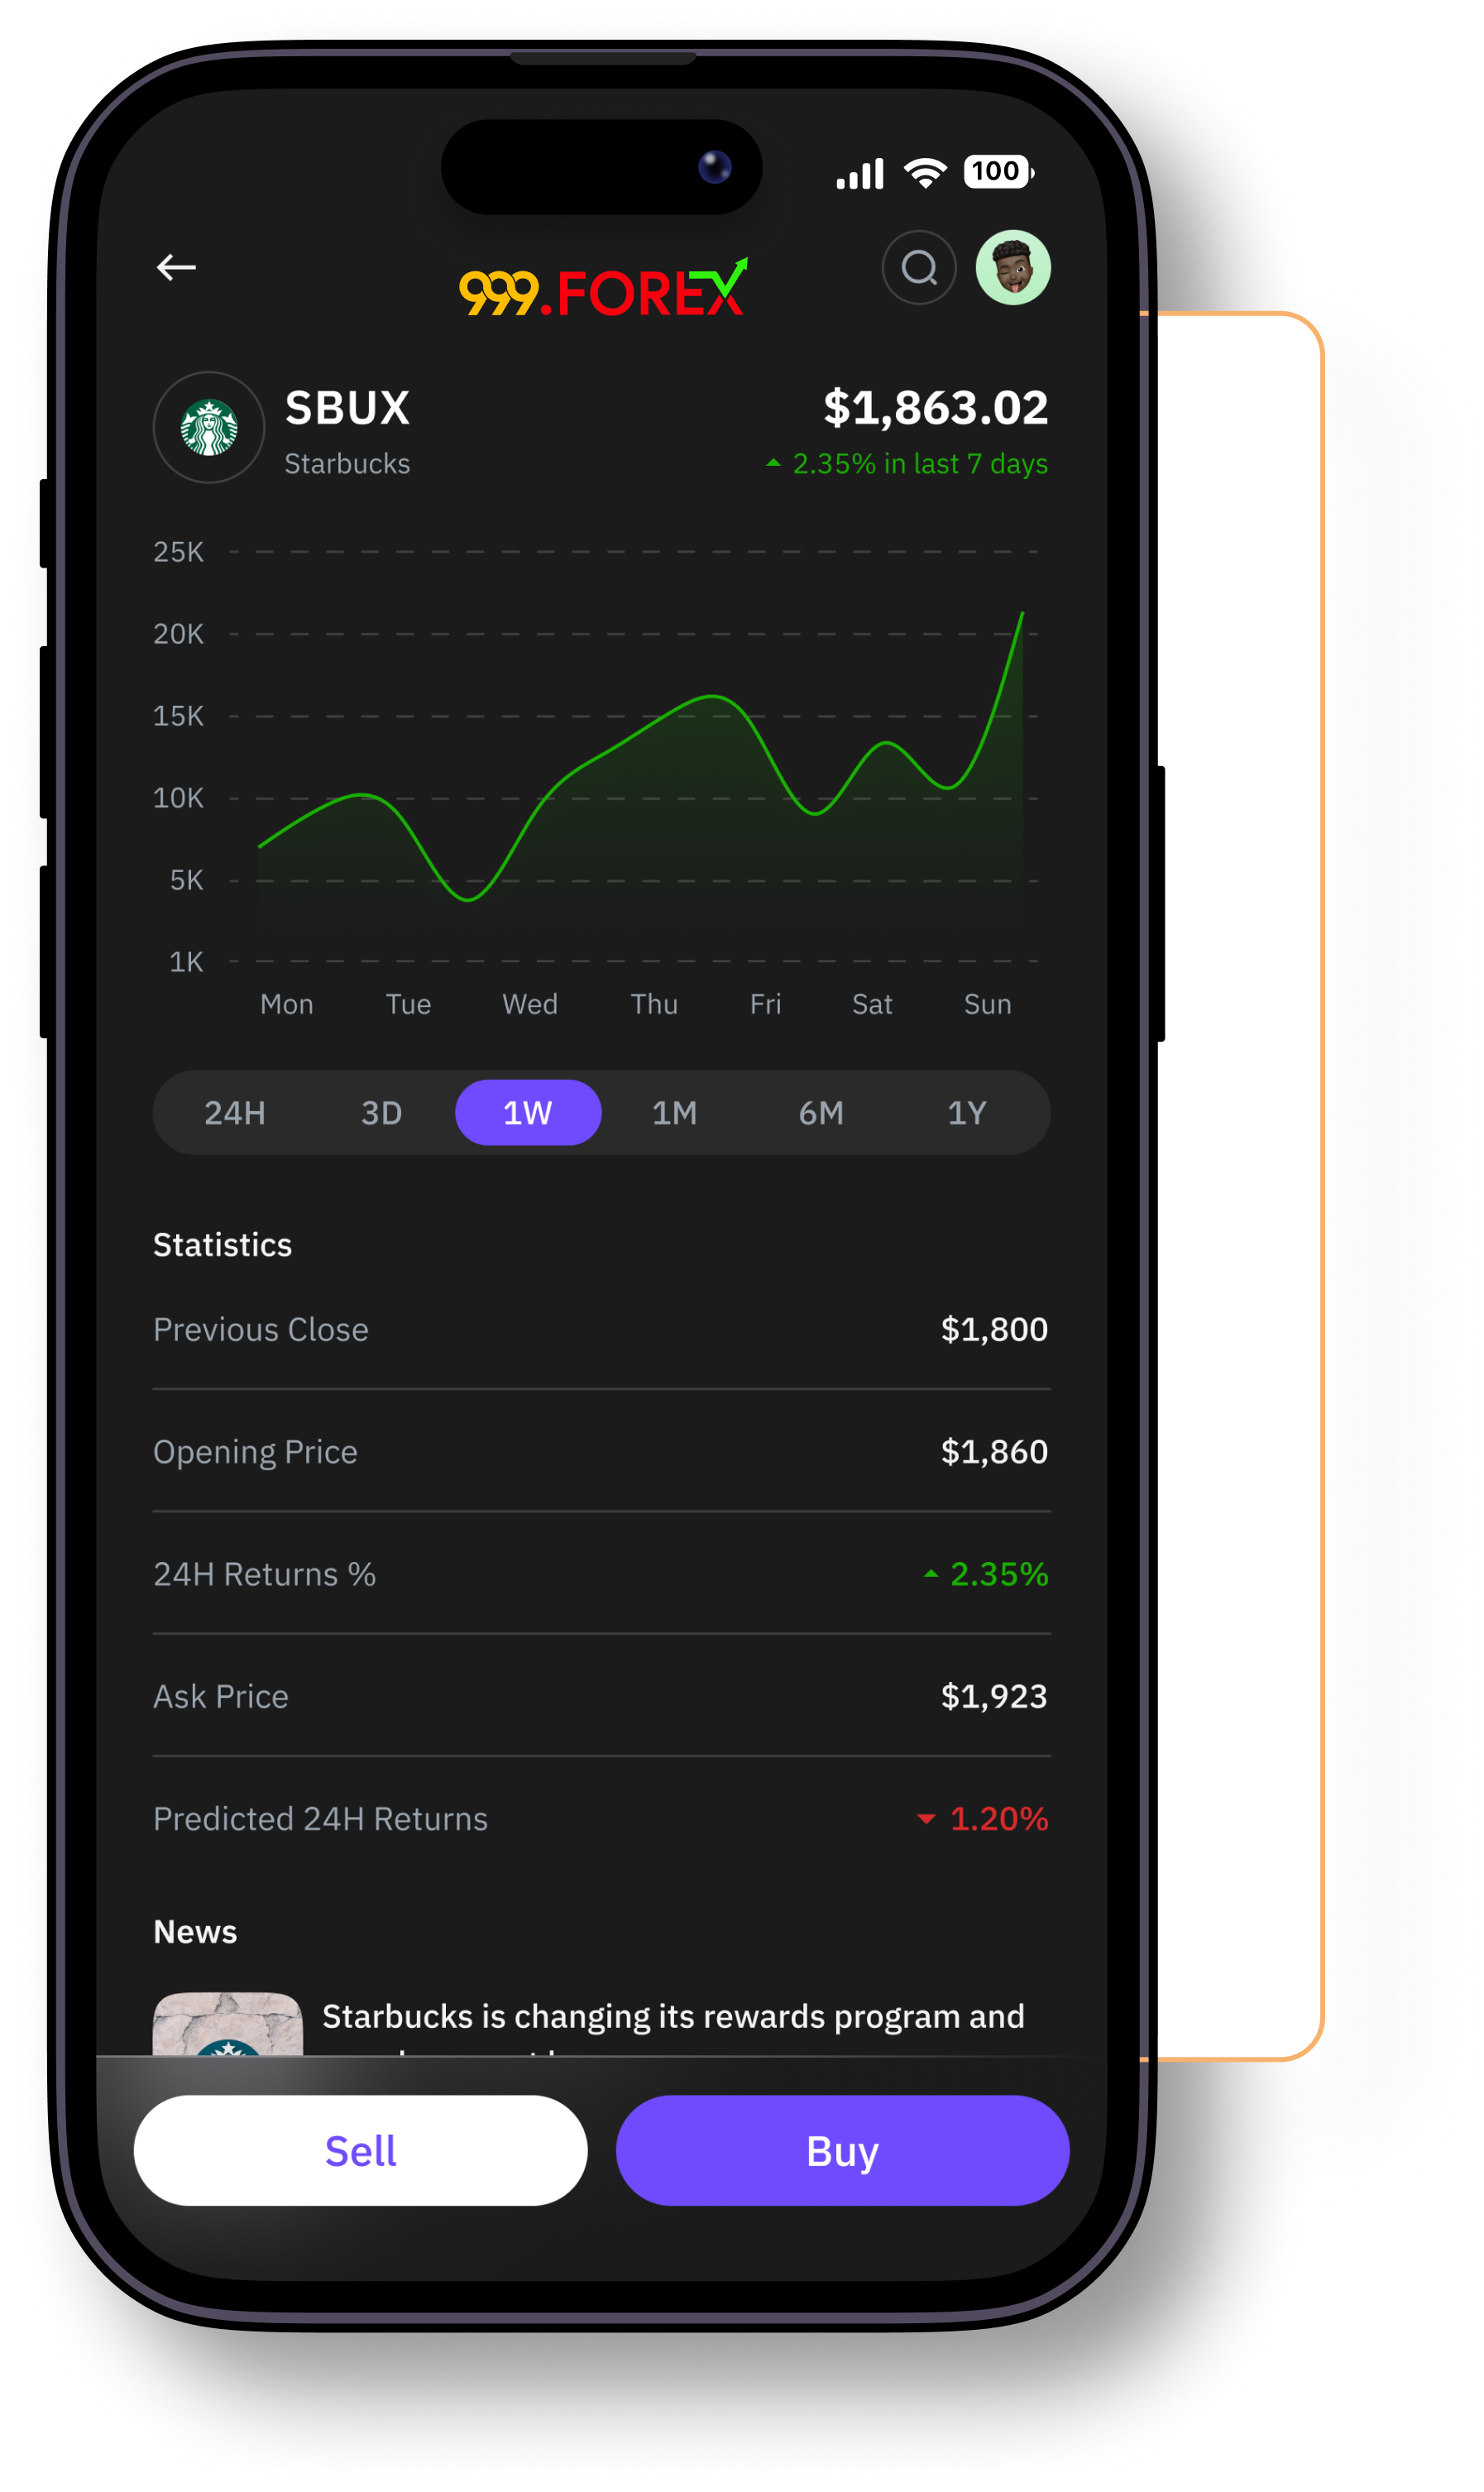 100
999.FOREX
SBUX
$1,863.02
Starbucks
2.35% in last 7 days
25K
20K
15K
10K
5K
1K
Mon Tue Wed Thu Fri Sat Sun
24H 3D 1W 1M 6M 1Y
Statistics
Previous Close $1,800
Opening Price $1,860
24H Returns % 2.35%
Ask Price $1,923
Predicted 24H Returns 1.20%
News
Starbucks is changing its rewards program and
Sell Buy